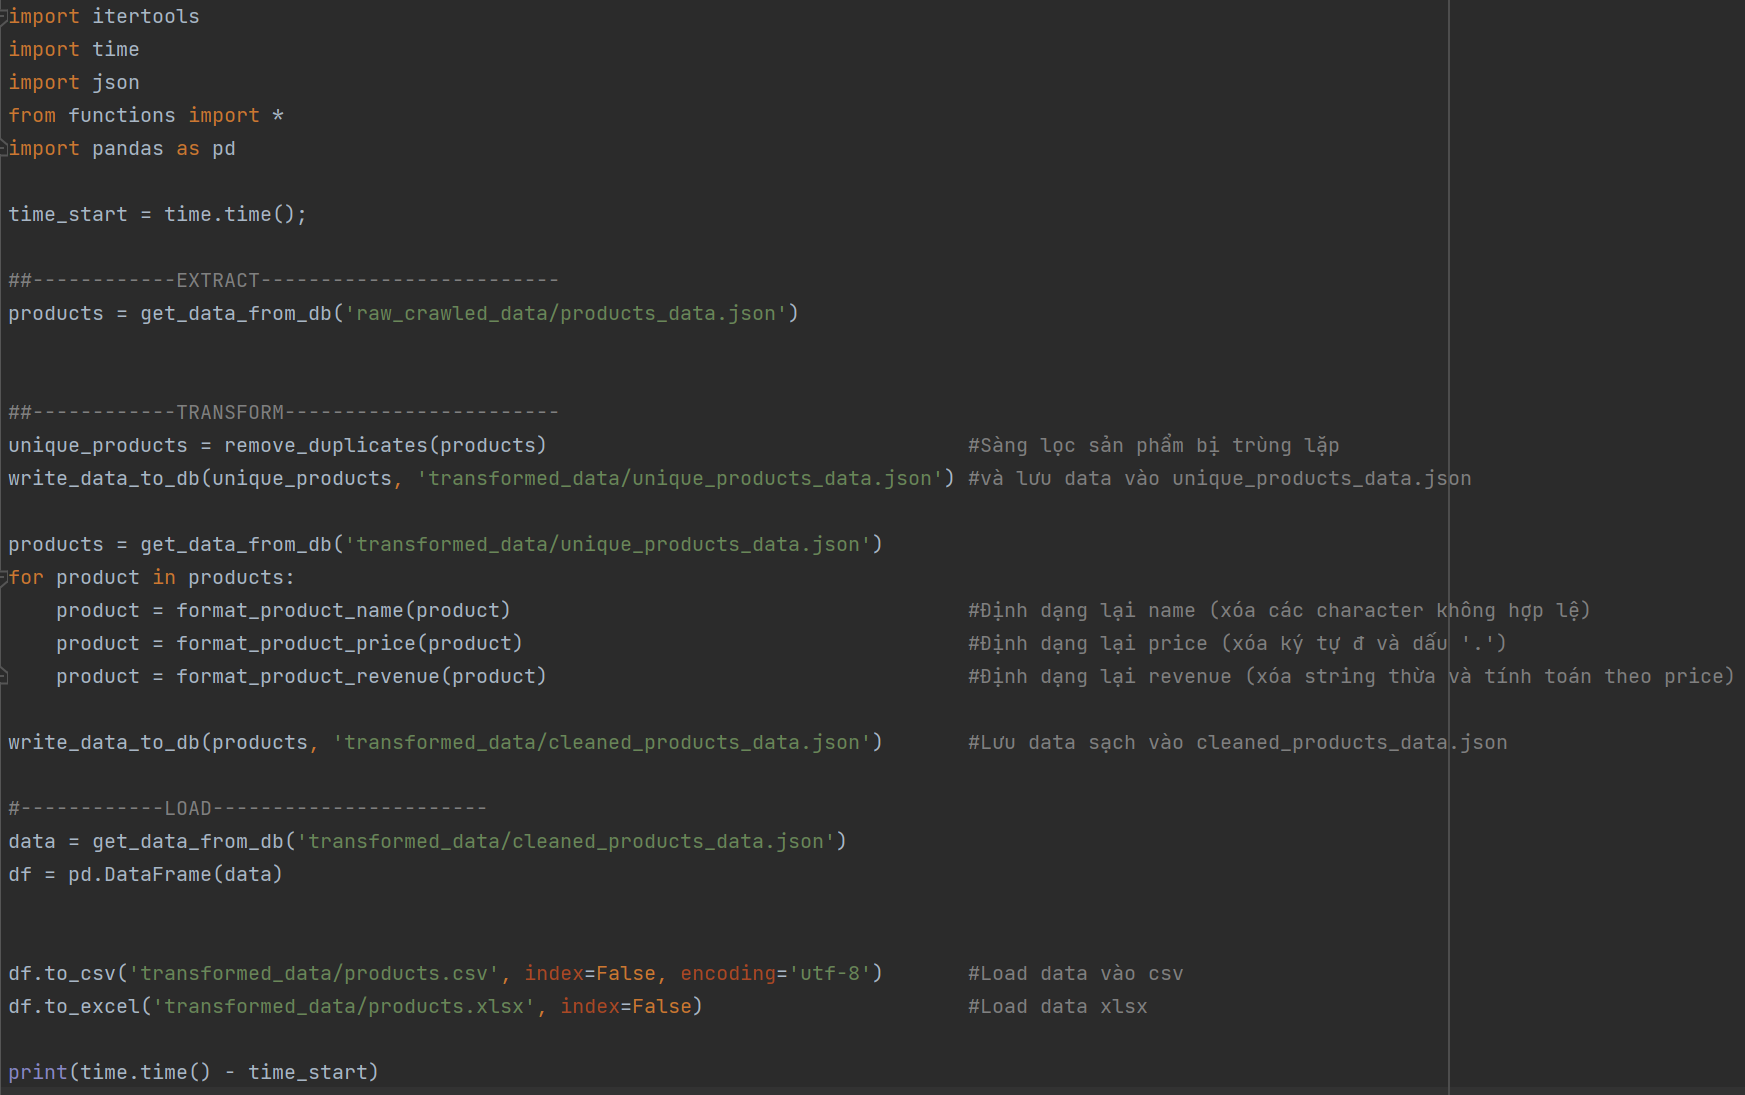 import itertools
import time
import json
from functions import *
import pandas as pd
time_start = time.time();
##------------EXTRACT-------------------------
products = get_data_from_db('raw_crawled_data/products_data.json')
##------------TRANSFORM-----------------------
unique_products = remove_duplicates(products) #Sàng lọc sản phẩm bị trùng lặp
write_data_to_db(unique_products, 'transformed_data/unique_products_data.json') #và lưu data vào unique_products_data.json
products = get_data_from_db('transformed_data/unique_products_data.json')
for product in products:
    product = format_product_name(product) #Định dạng lại name (xóa các character không hợp lệ)
    product = format_product_price(product) #Định dạng lại price (xóa ký tự đ và dấu '.')
    product = format_product_revenue(product) #Định dạng lại revenue (xóa string thừa và tính toán theo price)
write_data_to_db(products, 'transformed_data/cleaned_products_data.json') #Lưu data sạch vào cleaned_products_data.json
#------------LOAD-----------------------
data = get_data_from_db('transformed_data/cleaned_products_data.json')
df = pd.DataFrame(data)
df.to_csv('transformed_data/products.csv', index=False, encoding='utf-8') #Load data vào csv
df.to_excel('transformed_data/products.xlsx', index=False) #Load data xlsx
print(time.time() - time_start)